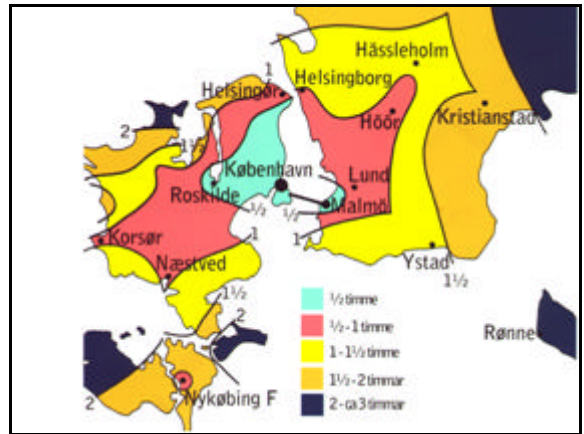 Hässleholm
1
Helsingør
Helsingborg
2
Höör
Kristianstad
1½
København
Roskilde
½
½
Lund
Malmö
Korsør
1
1
Næstved
Ystad
1½
1½
2
½ timme
½-1 timme
1-1½ timme
1½-2 timmar
2-ca 3 timmar
Rønne
2
Nykøbing F